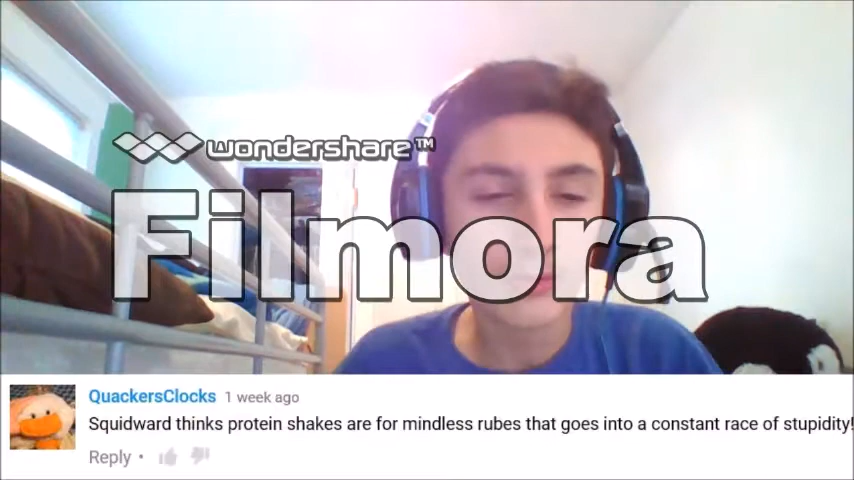 wondershare™
Filmora
QuackersClocks 1 week ago
Squidward thinks protein shakes are for mindless rubes that goes into a constant race of stupidity!
Reply •